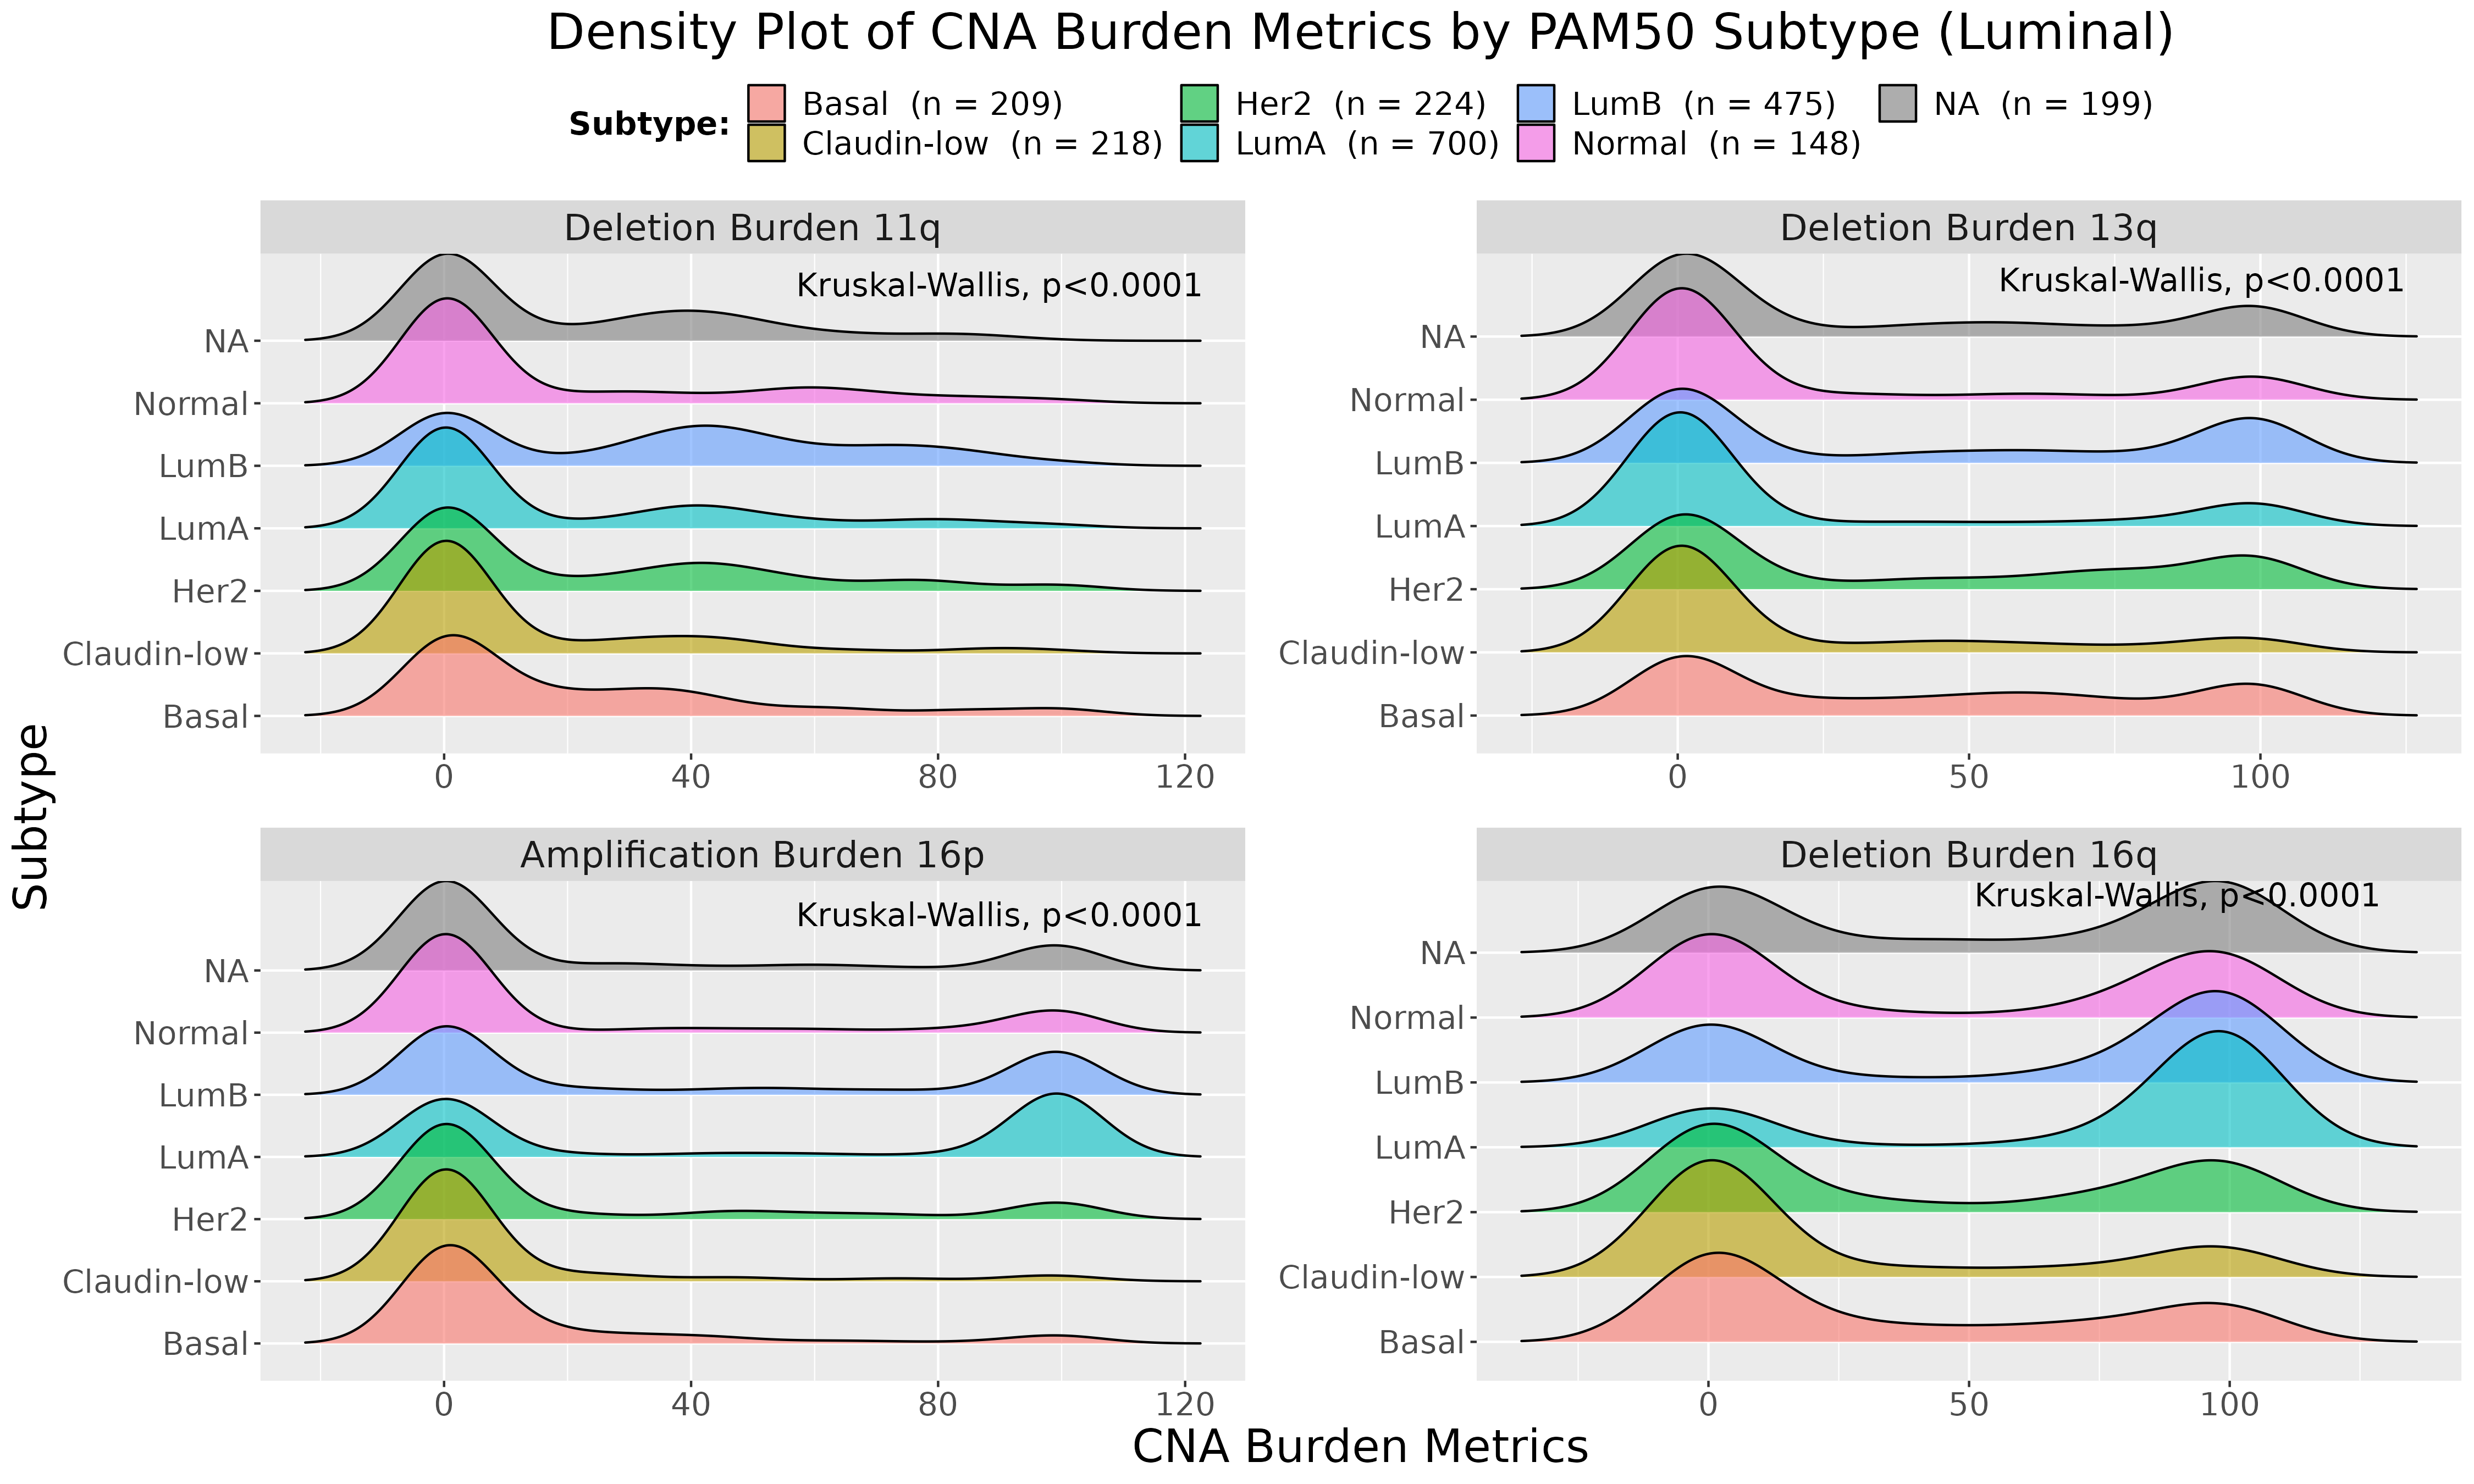 Density Plot of CNA Burden Metrics by PAM50 Subtype (Luminal)
Subtype:
Basal (n = 209)
Her2 (n = 224)
LumB (n = 475)
NA (n = 199)
Claudin-low (n = 218)
LumA (n = 700)
Normal (n = 148)
Subtype
Deletion Burden 11q
Kruskal-Wallis, p<0.0001
NA
Normal
LumB
LumA
Her2
Claudin-low
Basal
0 40 80 120
Deletion Burden 13q
Kruskal-Wallis, p<0.0001
NA
Normal
LumB
LumA
Her2
Claudin-low
Basal
0 50 100
Amplification Burden 16p
Kruskal-Wallis, p<0.0001
NA
Normal
LumB
LumA
Her2
Claudin-low
Basal
0 40 80 120
Deletion Burden 16q
Kruskal-Wallis, p<0.0001
NA
Normal
LumB
LumA
Her2
Claudin-low
Basal
0 50 100
CNA Burden Metrics